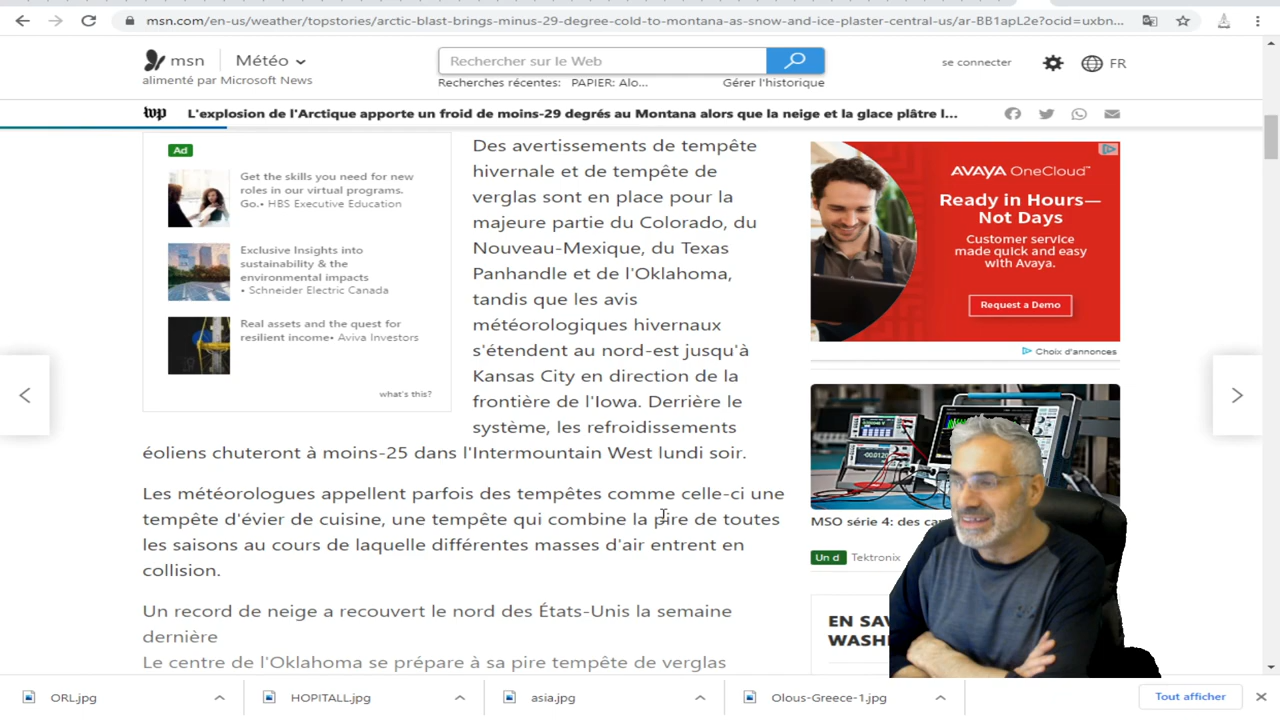 msn.com/en-us/weather/topstories/arctic-blast-brings-minus-29-degree-cold-to-montana-as-snow-and-ice-plaster-central-us/ar-BB1apL2e?ocid=uxbn...
msn
Météo
alimenté par Microsoft News
Rechercher sur le Web
Recherches récentes: PAPIER: Alo...
Gérer l'historique
se connecter
FR
wp
L'explosion de l'Arctique apporte un froid de moins-29 degrés au Montana alors que la neige et la glace plâtre l...
Ad
Get the skills you need for new
roles in our virtual programs.
Go.• HBS Executive Education
Exclusive Insights into
sustainability & the
environmental impacts
• Schneider Electric Canada
Real assets and the quest for
resilient income• Aviva Investors
what's this?
Des avertissements de tempête
hivernale et de tempête de
verglas sont en place pour la
majeure partie du Colorado, du
Nouveau-Mexique, du Texas
Panhandle et de l'Oklahoma,
tandis que les avis
météorologiques hivernaux
s'étendent au nord-est jusqu'à
Kansas City en direction de la
frontière de l'Iowa. Derrière le
système, les refroidissements
éoliens chuteront à moins-25 dans l'Intermountain West lundi soir.
Les météorologues appellent parfois des tempêtes comme celle-ci une
tempête d'évier de cuisine, une tempête qui combine la pire de toutes
les saisons au cours de laquelle différentes masses d'air entrent en
collision.
Un record de neige a recouvert le nord des États-Unis la semaine
dernière
Le centre de l'Oklahoma se prépare à sa pire tempête de verglas
AVAYA OneCloud™
Ready in Hours—
Not Days
Customer service
made quick and easy
with Avaya.
Request a Demo
Choix d'annonces
MSO série 4: des
Un d
Tektronix
EN
ORL.jpg
HOPITALL.jpg
asia.jpg
Olous-Greece-1.jpg
Tout afficher